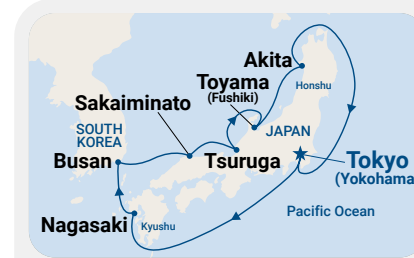 Akita
Toyama
(Fushiki)
Honshu
Sakaiminato
SOUTH
KOREA
JAPAN
Busan
Tsuruga
Tokyo
(Yokohama)
Nagasaki
Kyushu
Pacific Ocean